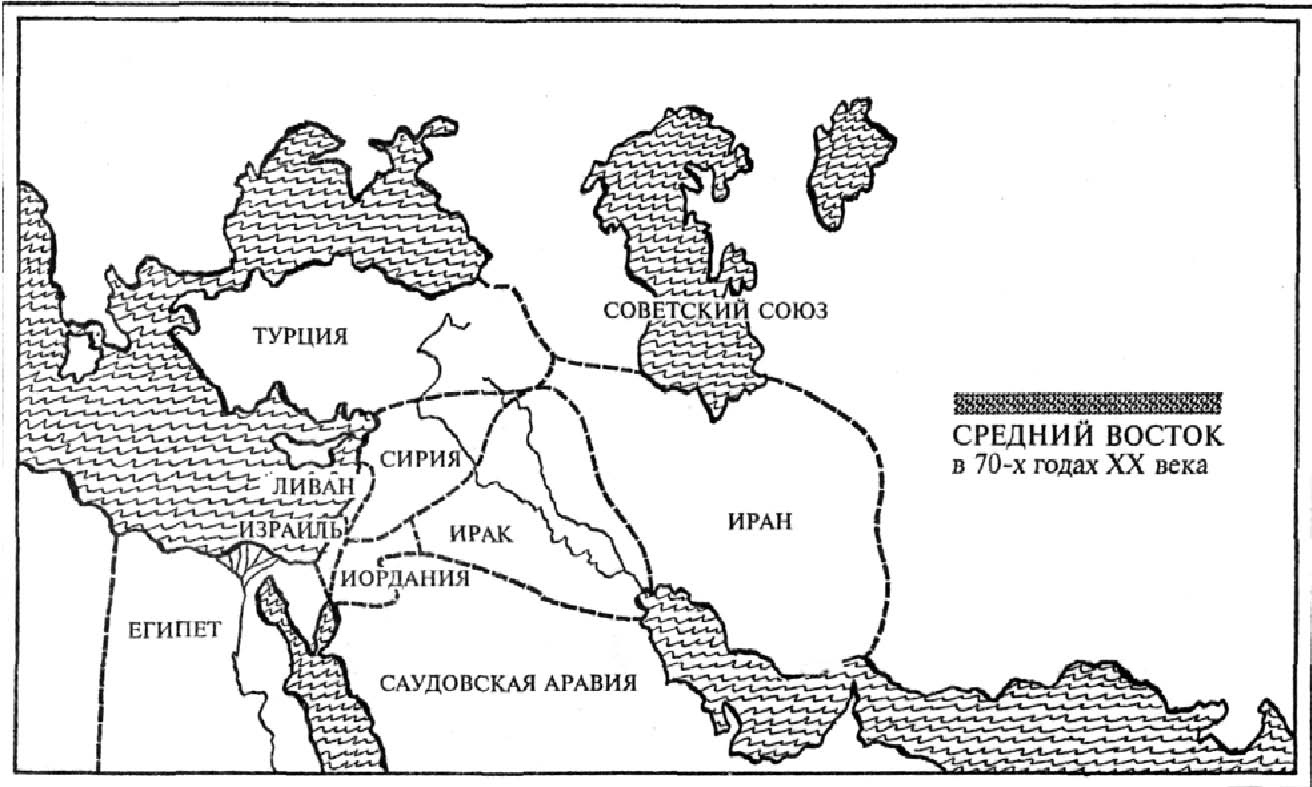 СОВЕТСКИЙ СОЮЗ
ТУРЦИЯ
СРЕДНИЙ ВОСТОК
в 70-х годах XX века
СИРИЯ
ЛИВАН
ИЗРАИЛЬ
ИРАК
ИРАН
ИОРДАНИЯ
ЕГИПЕТ
САУДОВСКАЯ АРАВИЯ